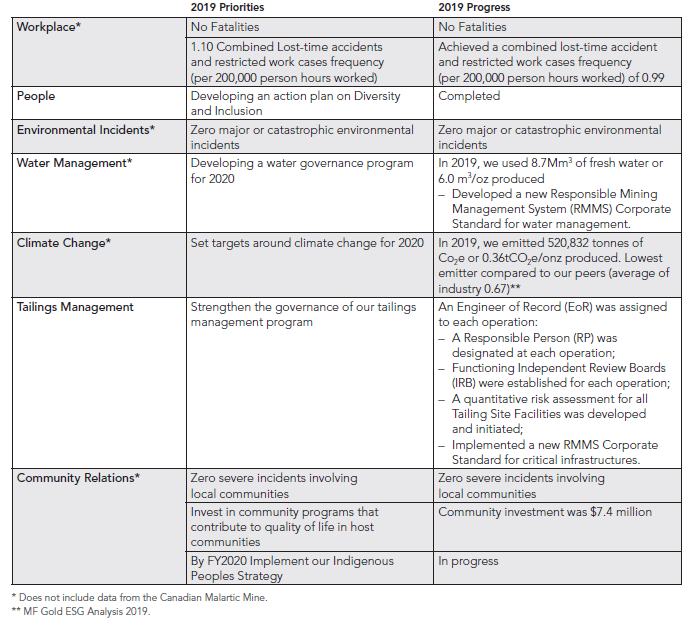 2019 Priorities 2019 Progress
Workplace* No Fatalities No Fatalities
1.10 Combined Lost-time accidents
and restricted work cases frequency
(per 200,000 person hours worked)
Achieved a combined lost-time accident
and restricted work cases frequency
(per 200,000 person hours worked) of 0.99
People
Developing an action plan on Diversity
and Inclusion
Completed
Environmental Incidents*
Zero major or catastrophic environmental
incidents
Zero major or catastrophic environmental
incidents
Water Management*
Developing a water governance program
for 2020
In 2019, we used 8.7Mm³ of fresh water or
6.0 m³/oz produced
– Developed a new Responsible Mining
Management System (RMMS) Corporate
Standard for water management.
Climate Change*
Set targets around climate change for 2020
In 2019, we emitted 520,832 tonnes of
Co₂e or 0.36tCO₂e/onz produced. Lowest
emitter compared to our peers (average of
industry 0.67)**
Tailings Management
Strengthen the governance of our tailings
management program
An Engineer of Record (EoR) was assigned
to each operation:
– A Responsible Person (RP) was
designated at each operation;
– Functioning Independent Review Boards
(IRB) were established for each operation;
– A quantitative risk assessment for all
Tailing Site Facilities was developed
and initiated;
– Implemented a new RMMS Corporate
Standard for critical infrastructures.
Community Relations*
Zero severe incidents involving
local communities
Zero severe incidents involving
local communities
Invest in community programs that
contribute to quality of life in host
communities
Community investment was $7.4 million
By FY2020 Implement our Indigenous
Peoples Strategy
In progress
* Does not include data from the Canadian Malartic Mine.
** MF Gold ESG Analysis 2019.